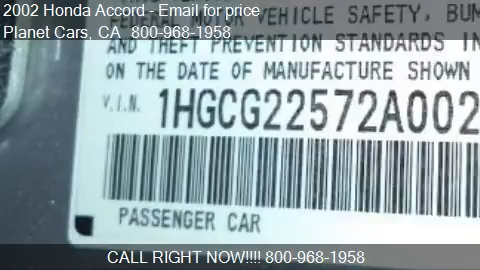 2002 Honda Accord - Email for price
Planet Cars, CA 800-968-1958
VEHICLE SAFETY, BUM
AND THEFT PREVENTION STANDARDS IN
ON THE DATE OF MANUFACTURE SHOWN
V.I.N. 1HGCG22572A002
PASSENGER CAR
CALL RIGHT NOW!!!! 800-968-1958